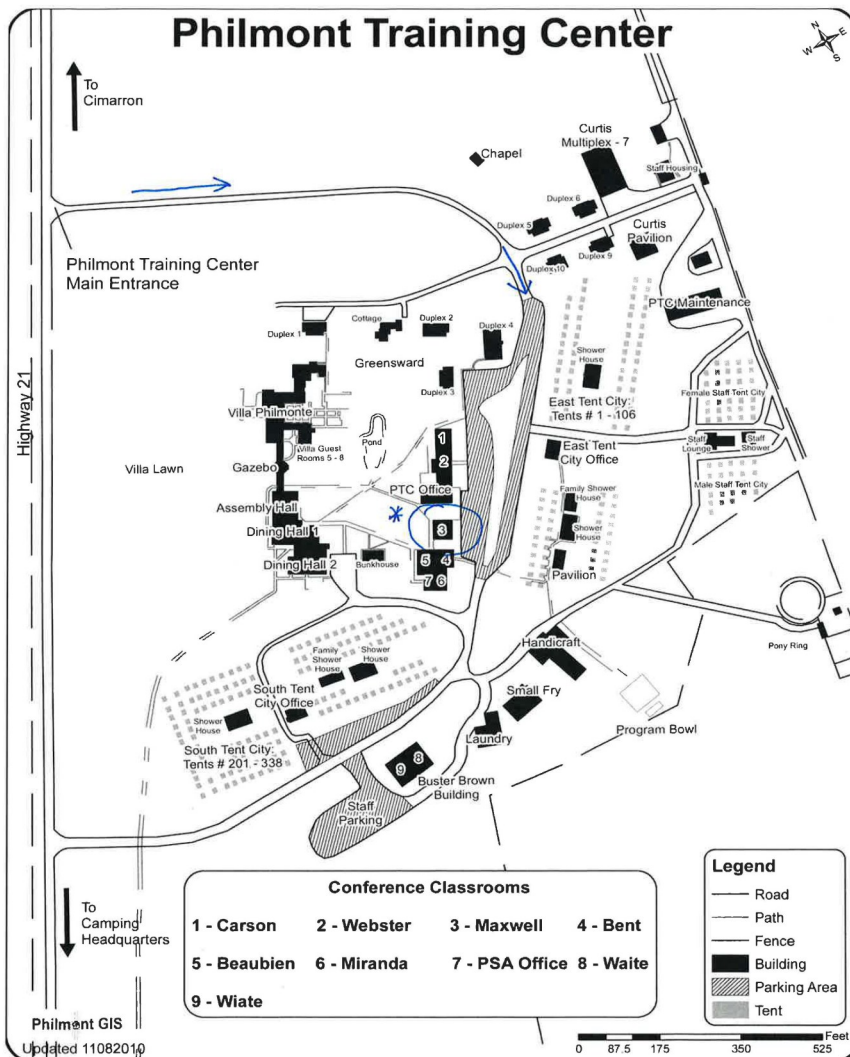 Philmont Training Center
N
E
W
S
To
Cimarron
Chapel
Curtis
Multiplex - 7
Staff Housing
Duplex 6
Duplex 5
Curtis
Pavilion
Duplex 9
Duplex 10
Philmont Training Center
Main Entrance
PTC Maintenance
Cottage
Duplex 2
Duplex 1
Duplex 4
Greensward
Shower
House
Duplex 3
Highway 21
Female Staff Tent City
East Tent City:
Tents # 1 - 106
Villa Philmonte
1
Pond
Villa Guest
Rooms 5 - 8
East Tent
City Office
Staff
Lounge
Staff
Shower
2
Villa Lawn
Gazebo
PTC Office
Family Shower
House
Male Staff Tent City
Assembly Hall
*
3
Shower
House
Dining Hall 1
Dining Hall 2
Bunkhouse
5 4
7 6
Pavilion
Pony Ring
Handicraft
Family
Shower
House
Shower
House
South Tent
City Office
Small Fry
Shower
House
Program Bowl
Laundry
South Tent City:
Tents # 201 - 338
9 8
Buster Brown
Building
Staff
Parking
To
Camping
Headquarters
Conference Classrooms
1 - Carson 2 - Webster 3 - Maxwell 4 - Bent
5 - Beaubien 6 - Miranda 7 - PSA Office 8 - Waite
9 - Wiate
Legend
Road
Path
Fence
Building
Parking Area
Tent
Philmont GIS
Updated 11082010
Feet
0 87.5 175 350 525